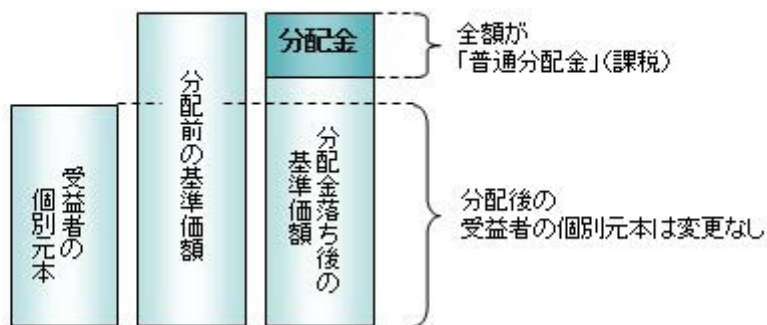 受益者の
個別元本
分配前の基準価額
分配金
分配金落ち後の
基準価額
全額が
「普通分配金」(課税)
分配後の
受益者の個別元本は変更なし